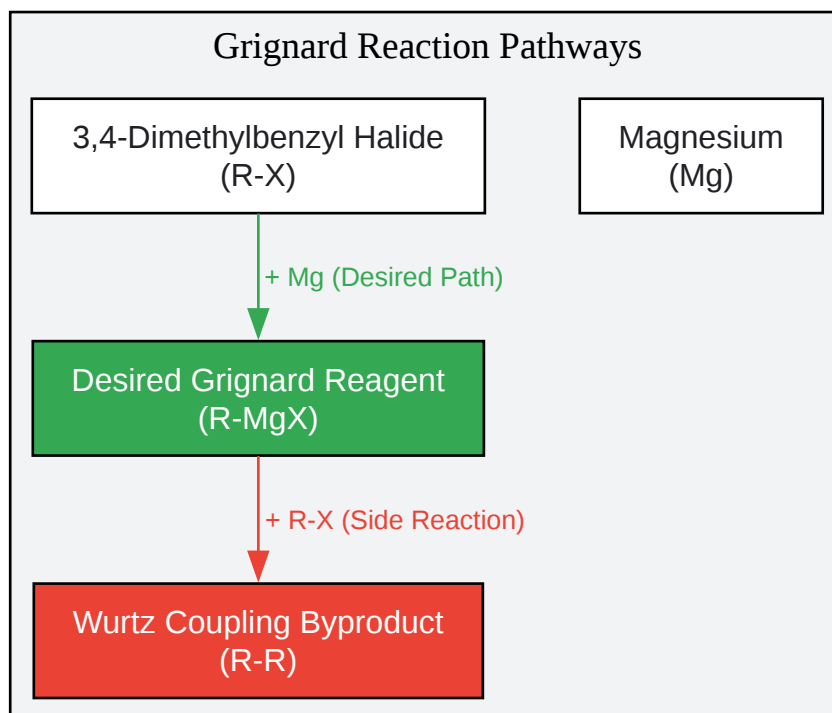 Grignard Reaction Pathways
3,4-Dimethylbenzyl Halide
(R-X)
Magnesium
(Mg)
+ Mg (Desired Path)
Desired Grignard Reagent
(R-MgX)
+ R-X (Side Reaction)
Wurtz Coupling Byproduct
(R-R)